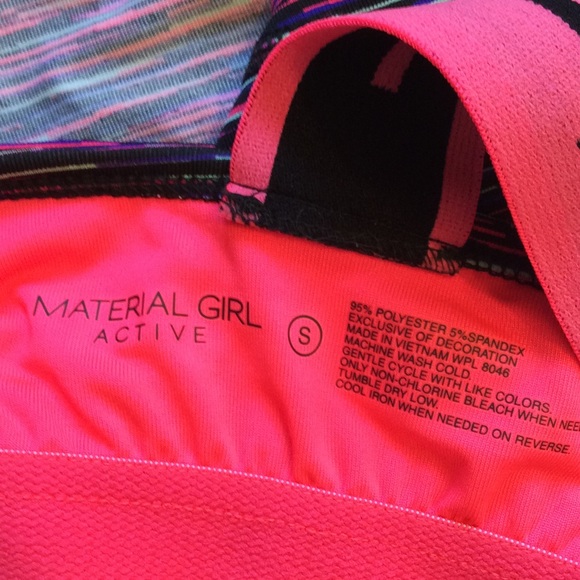 MATERIAL GIRL
ACTIVE
S
95% POLYESTER 5%SPANDEX
EXCLUSIVE OF DECORATION
MADE IN VIETNAM WPL 8046
MACHINE WASH COLD.
GENTLE CYCLE WITH LIKE COLORS.
ONLY NON-CHLORINE BLEACH WHEN NEE
TUMBLE DRY LOW.
COOL IRON WHEN NEEDED ON REVERSE.